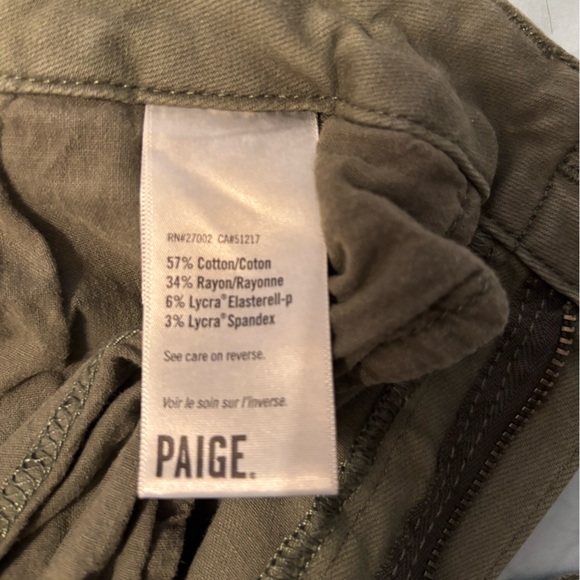 RN#27002 CA#51217
57% Cotton/Coton
34% Rayon/Rayonne
6% Lycra® Elasterell-p
3% Lycra® Spandex
See care on reverse.
Voir le soin sur l'inverse.
PAIGE.